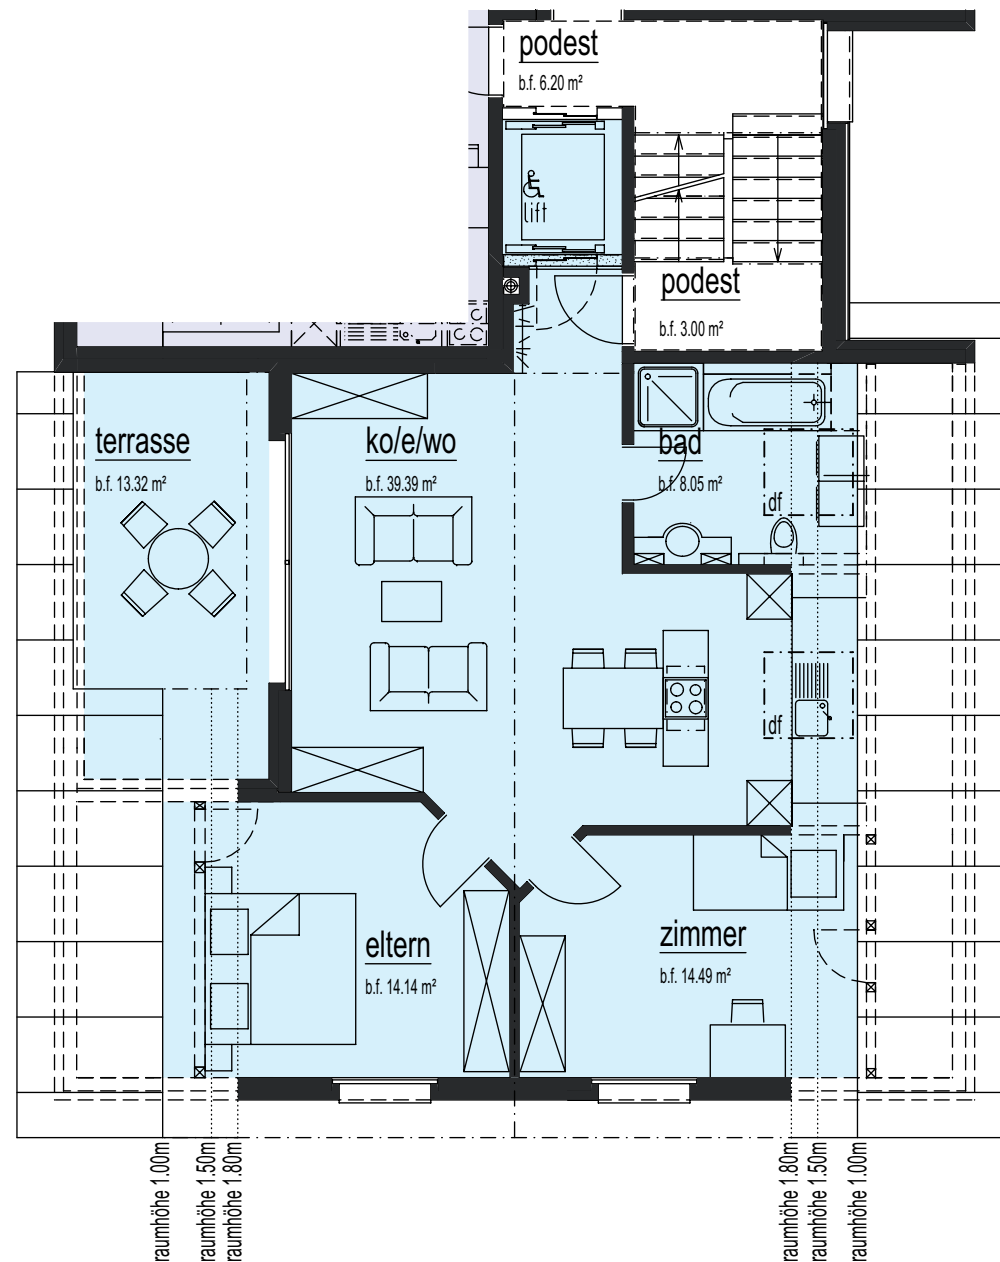 podest
b.f. 6.20 m²
lift
podest
b.f. 3.00 m²
terrasse
b.f. 13.32 m²
ko/e/wo
b.f. 39.39 m²
bad
b.f. 8.05 m²
df
df
eltern
b.f. 14.14 m²
zimmer
b.f. 14.49 m²
raumhöhe 1.00m
raumhöhe 1.50m
raumhöhe 1.80m
raumhöhe 1.80m
raumhöhe 1.50m
raumhöhe 1.00m